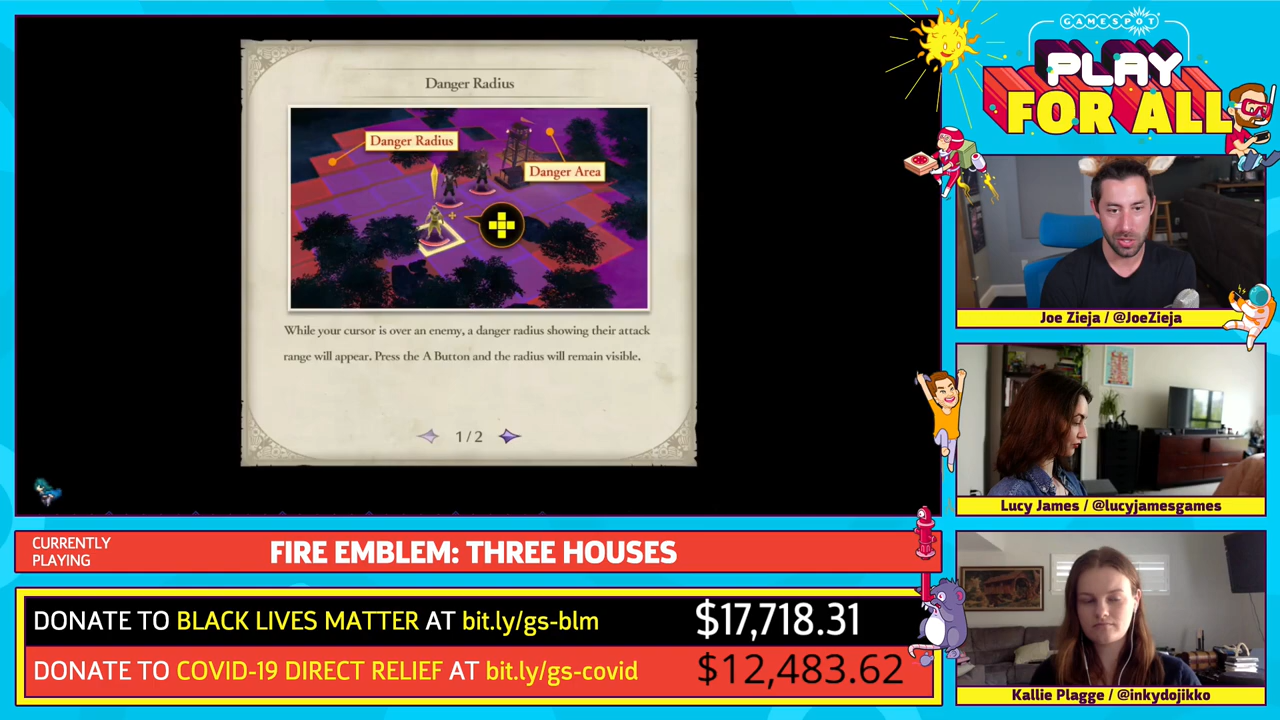 Danger Radius
Danger Radius
Danger Area
While your cursor is over an enemy, a danger radius showing their attack
range will appear. Press the A Button and the radius will remain visible.
1/2
GAMESPOT
PLAY
FOR ALL
Joe Zieja / @JoeZieja
Lucy James / @lucyjamesgames
Kallie Plagge / @inkydojikko
CURRENTLY
PLAYING
FIRE EMBLEM: THREE HOUSES
DONATE TO BLACK LIVES MATTER AT bit.ly/gs-blm $17,718.31
DONATE TO COVID-19 DIRECT RELIEF AT bit.ly/gs-covid $12,483.62